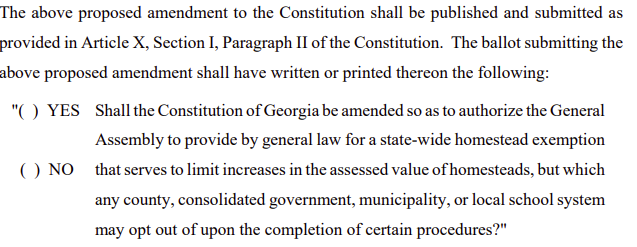 The above proposed amendment to the Constitution shall be published and submitted as
provided in Article X, Section I, Paragraph II of the Constitution. The ballot submitting the
above proposed amendment shall have written or printed thereon the following:
"( ) YES Shall the Constitution of Georgia be amended so as to authorize the General
Assembly to provide by general law for a state-wide homestead exemption
( ) NO that serves to limit increases in the assessed value of homesteads, but which
any county, consolidated government, municipality, or local school system
may opt out of upon the completion of certain procedures?"